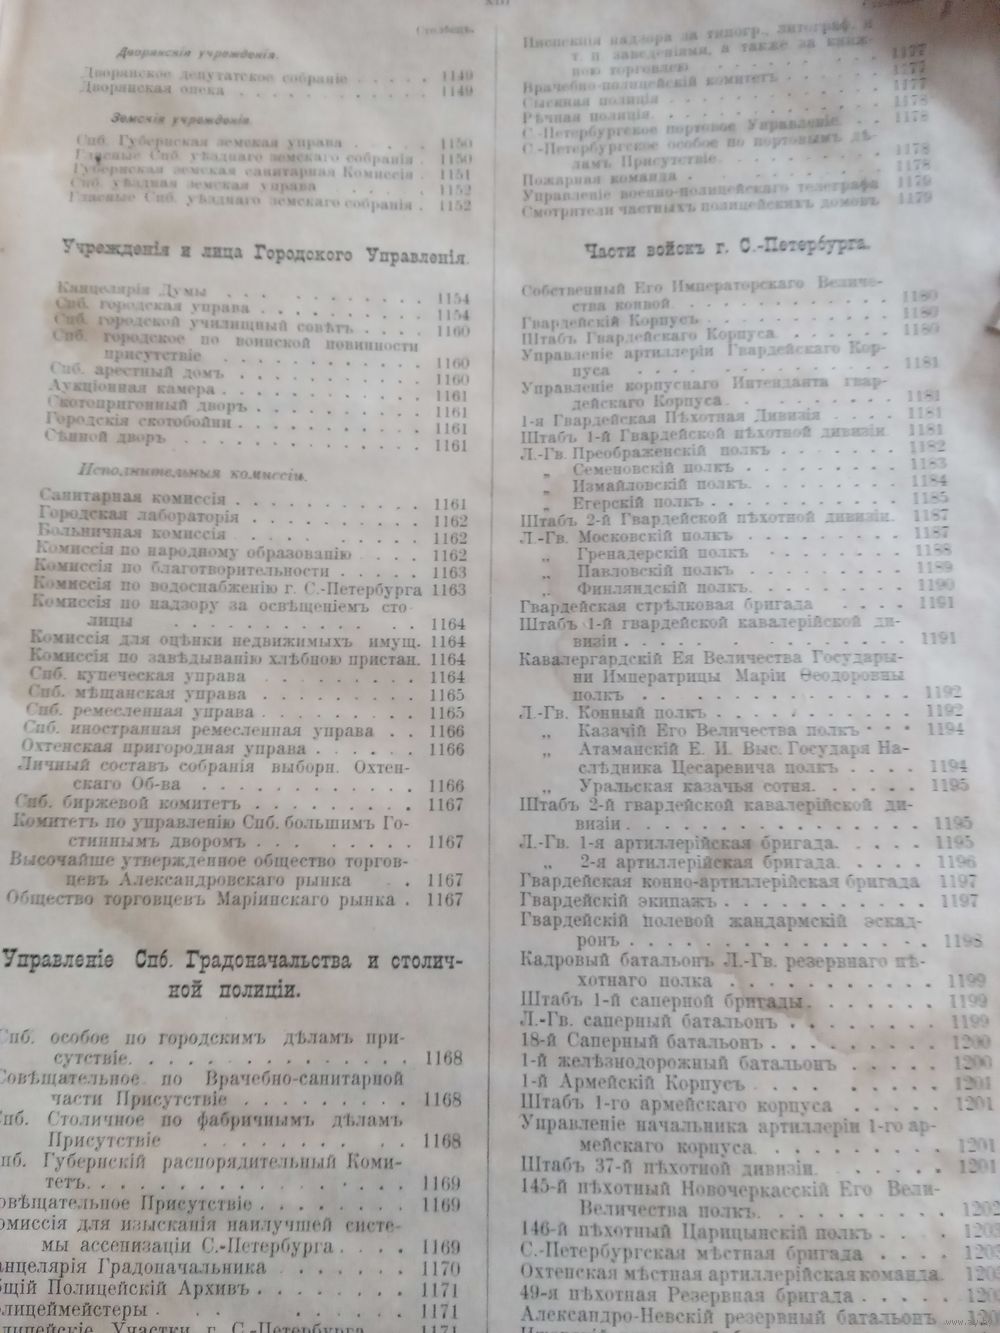 XIII
Столбецъ.
Дворянскія учрежденія.
Дворянское депутатское собраніе . . . . 1149
Дворянская опека . . . . . . . . . 1149
Земскія учрежденія.
Спб. Губернская земская управа . . . . 1150
Гласные Спб. уѣзднаго земскаго собранія . 1150
Губернская земская санитарная Комиссія . 1151
Спб. уѣздная земская управа . . . . . 1152
Гласные Спб. уѣзднаго земскаго собранія . 1152
Учрежденія и лица Городского Управленія.
Канцелярія Думы . . . . . . . . . 1154
Спб. городская управа . . . . . . . . 1154
Спб. городской училищный совѣтъ . . . . 1160
Спб. городское по воинской повинности
присутствіе . . . . . . . . . 1160
Спб. арестный домъ . . . . . . . . . 1160
Аукціонная камера . . . . . . . . . 1161
Скотопригонный дворъ . . . . . . . . 1161
Городскія скотобойни . . . . . . . . 1161
Сѣнной дворъ . . . . . . . . . . . 1161
Исполнительныя комиссіи.
Санитарная комиссія . . . . . . . . . 1161
Городская лабораторія . . . . . . . . 1162
Больничная комиссія . . . . . . . . . 1162
Комиссія по народному образованію . . . 1162
Комиссія по благотворительности . . . . . 1163
Комиссія по водоснабженію г. С.-Петербурга 1163
Комиссія по надзору за освѣщеніемъ сто
лицы . . . . . . . . . . . 1164
Комиссія для оцѣнки недвижимыхъ имущ. 1164
Комиссія по завѣдыванію хлѣбною пристан. 1164
Спб. купеческая управа . . . . . . . . 1164
Спб. мѣщанская управа . . . . . . . . 1165
Спб. ремесленная управа . . . . . . . . 1165
Спб. иностранная ремесленная управа . . 1166
Охтенская пригородная управа . . . . . . 1166
Личный составъ собранія выборн. Охтен-
скаго Об-ва . . . . . . . . . . 1166
Спб. биржевой комитетъ . . . . . . . . 1167
Комитетъ по управленію Спб. большимъ Го-
стиннымъ дворомъ . . . . . . . 1167
Высочайше утвержденное общество торгов-
цевъ Александровскаго рынка . . 1167
Общество торговцевъ Маріинскаго рынка . 1167
Управленіе Спб. Градоначальства и столич-
ной полиціи.
Спб. особое по городскимъ дѣламъ при-
сутствіе. . . . . . . . . . . . 1168
Совѣщательное по Врачебно-санитарной
части Присутствіе . . . . . . . . 1168
Спб. Столичное по фабричнымъ дѣламъ
Присутствіе . . . . . . . . . 1168
Спб. Губернскій распорядительный Коми-
тетъ. . . . . . . . . . . . . . 1169
овѣщательное Присутствіе . . . . . . . . 1169
омиссія для изысканія наилучшей систе-
мы ассенизаціи С.-Петербурга . . . . 1169
анцелярія Градоначальника . . . . . . 1170
бщій Полицейскій Архивъ . . . . . . . . 1171
лицеймейстеры . . . . . . . . . . 1171
лицейскіе Участки г. С.-Петербурга . . . . 1171
Инспекція надзора за типогр., литограф. и
т. п. заведеніями, а также за книж-
ною торговлею . . . . . . . . 1177
Врачебно-полицейскій комитетъ . . . . . 1177
Сыскная полиція . . . . . . . . . . 1177
Рѣчная полиція. . . . . . . . . . . 1178
С.-Петербургское портовое Управленіе . . 1178
С.-Петербургское особое по портовымъ дѣ-
ламъ Присутствіе. . . . . . . . 1178
Пожарная команда . . . . . . . . . . 1178
Управленіе военно-полицейскаго телеграфа 1179
Смотрители частныхъ полицейскихъ домовъ 1179
Части войскъ г. С.-Петербурга.
Собственный Его Императорскаго Величе-
ства конвой. . . . . . . . . . . 1180
Гвардейскій Корпусъ . . . . . . . . . 1180
Штабъ Гвардейскаго Корпуса. . . . . . . 1180
Управленіе артиллеріи Гвардейскаго Кор-
пуса . . . . . . . . . . . . 1181
Управленіе корпуснаго Интенданта гвар-
дейскаго Корпуса. . . . . . . . 1181
1-я Гвардейская Пѣхотная Дивизія . . . . 1181
Штабъ 1-й Гвардейской пѣхотной дивизіи. 1181
Л.-Гв. Преображенскій полкъ . . . . . . . 1182
„ Семеновскій полкъ . . . . . . . . 1183
„ Измайловскій полкъ. . . . . . . . 1184
„ Егерскій полкъ . . . . . . . . . 1185
Штабъ 2-й Гвардейской пѣхотной дивизіи. 1187
Л.-Гв. Московскій полкъ . . . . . . . . 1187
„ Гренадерскій полкъ . . . . . . . 1188
„ Павловскій полкъ . . . . . . . . 1189
„ Финляндскій полкъ. . . . . . . . 1190
Гвардейская стрѣлковая бригада . . . . 1191
Штабъ 1-й гвардейской кавалерійской ди-
визіи . . . . . . . . . . . . . 1191
Кавалергардскій Ея Величества Государы-
ни Императрицы Маріи Ѳеодоровны
полкъ . . . . . . . . . . . . 1192
Л.-Гв. Конный полкъ . . . . . . . . . 1192
„ Казачій Его Величества полкъ . . . 1194
„ Атаманскій Е. И. Выс. Государя На-
слѣдника Цесаревича полкъ . . . . 1194
„ Уральская казачья сотня. . . . . . 1195
Штабъ 2-й гвардейской кавалерійской ди-
визіи . . . . . . . . . . . . . 1195
Л.-Гв. 1-я артиллерійская бригада. . . . . 1195
„ 2-я артиллерійская бригада. . . . . 1196
Гвардейская конно-артиллерійская бригада 1197
Гвардейскій экипажъ . . . . . . . . . 1197
Гвардейскій полевой жандармскій эскад-
ронъ . . . . . . . . . . . . . 1198
Кадровый батальонъ Л.-Гв. резервнаго пѣ-
хотнаго полка . . . . . . . . . 1199
Штабъ 1-й саперной бригады. . . . . . . 1199
Л.-Гв. саперный батальонъ . . . . . . . 1199
18-й Саперный батальонъ . . . . . . . . 1200
1-й желѣзнодорожный батальонъ . . . . . 1200
1-й Армейскій Корпусъ . . . . . . . . 1201
Штабъ 1-го армейскаго корпуса . . . . . 1201
Управленіе начальника артиллеріи 1-го ар-
мейскаго корпуса. . . . . . . . . 1201
Штабъ 37-й пѣхотной дивизіи. . . . . . . 1201
145-й пѣхотный Новочеркасскій Его Вели-
Величества полкъ. . . . . . . . . 1202
146-й пѣхотный Царицынскій полкъ . . .
С.-Петербургская мѣстная бригада . . . .
Охтенская мѣстная артиллерійская команда.
49-я пѣхотная Резервная бригада . . . . .
Александро-Невскій резервный батальонъ